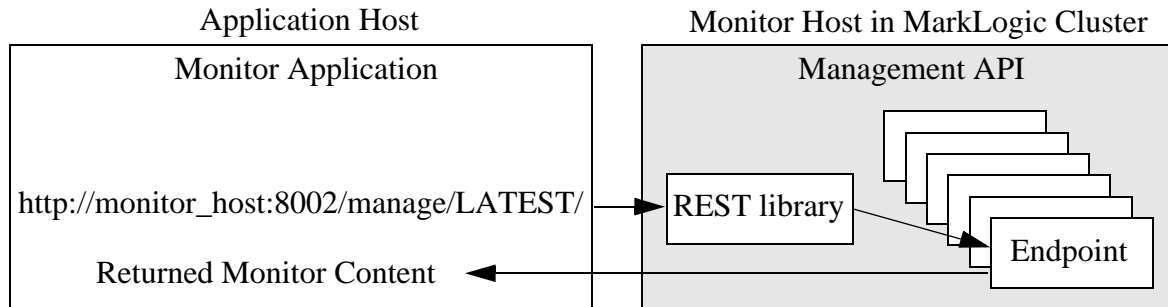 Application Host
Monitor Host in MarkLogic Cluster
Monitor Application
Management API
http://monitor_host:8002/manage/LATEST/
REST library
Endpoint
Returned Monitor Content